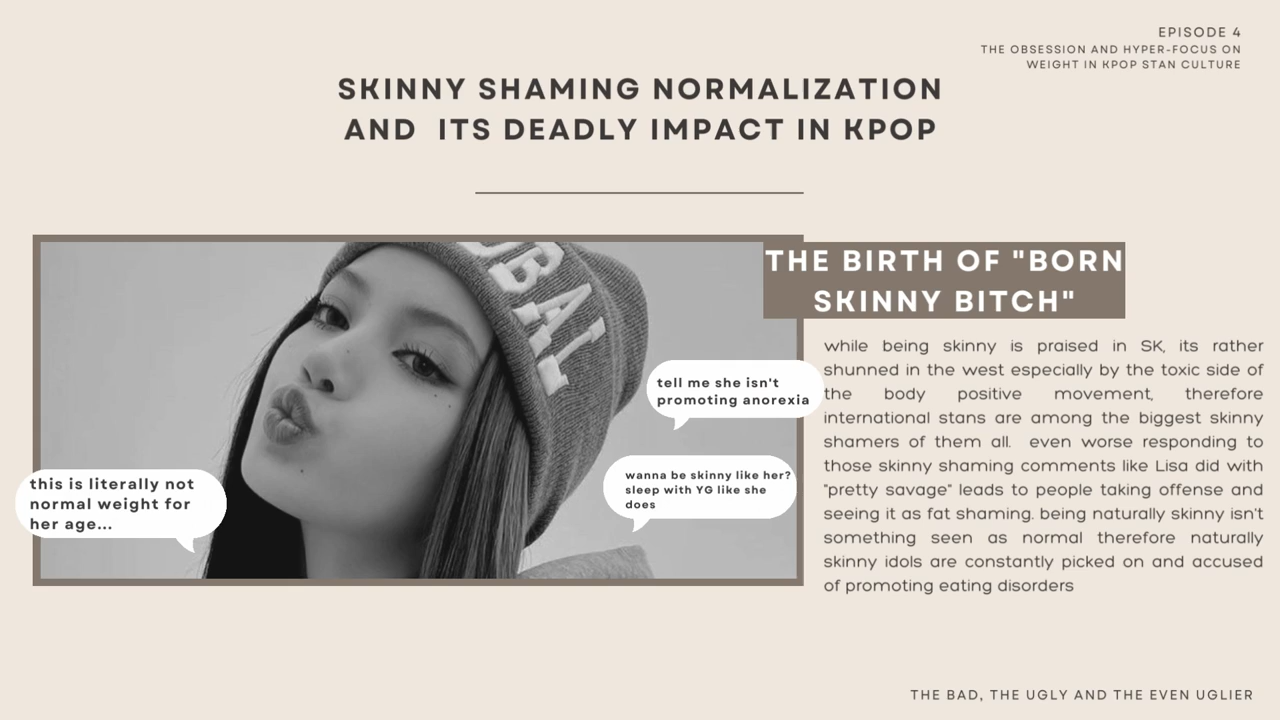 EPISODE 4
THE OBSESSION AND HYPER-FOCUS ON
WEIGHT IN KPOP STAN CULTURE
SKINNY SHAMING NORMALIZATION
AND ITS DEADLY IMPACT IN KPOP
THE BIRTH OF "BORN
SKINNY BITCH"
BAL
tell me she isn't
promoting anorexia
wanna be skinny like her?
sleep with YG like she
does
this is literally not
normal weight for
her age...
while being skinny is praised in SK, its rather
shunned in the west especially by the toxic side of
the body positive movement, therefore
international stans are among the biggest skinny
shamers of them all. even worse responding to
those skinny shaming comments like Lisa did with
"pretty savage" leads to people taking offense and
seeing it as fat shaming. being naturally skinny isn't
something seen as normal therefore naturally
skinny idols are constantly picked on and accused
of promoting eating disorders
THE BAD, THE UGLY AND THE EVEN UGLIER